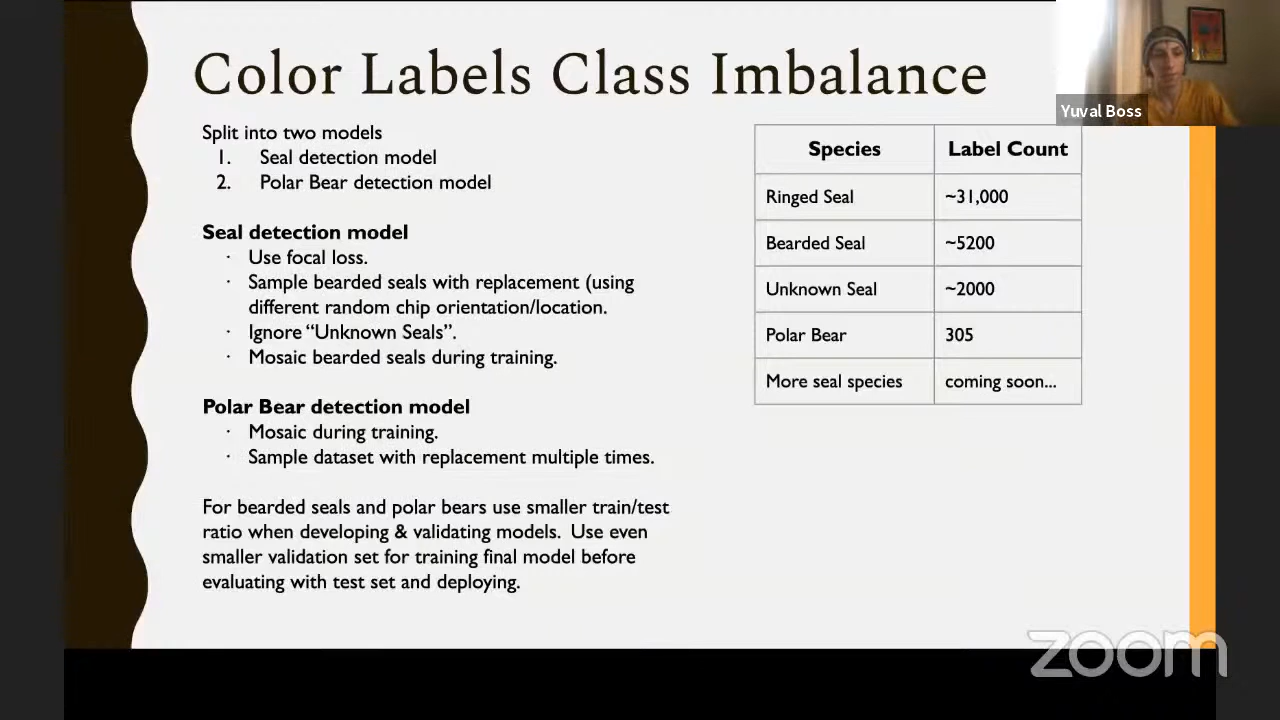 Color Labels Class Imbalance
Yuval Boss
Split into two models
1. Seal detection model
2. Polar Bear detection model
Seal detection model
· Use focal loss.
· Sample bearded seals with replacement (using
different random chip orientation/location.
· Ignore “Unknown Seals”.
· Mosaic bearded seals during training.
Polar Bear detection model
· Mosaic during training.
· Sample dataset with replacement multiple times.
For bearded seals and polar bears use smaller train/test
ratio when developing & validating models. Use even
smaller validation set for training final model before
evaluating with test set and deploying.
Species Label Count
Ringed Seal ~31,000
Bearded Seal ~5200
Unknown Seal ~2000
Polar Bear 305
More seal species coming soon...
zoom